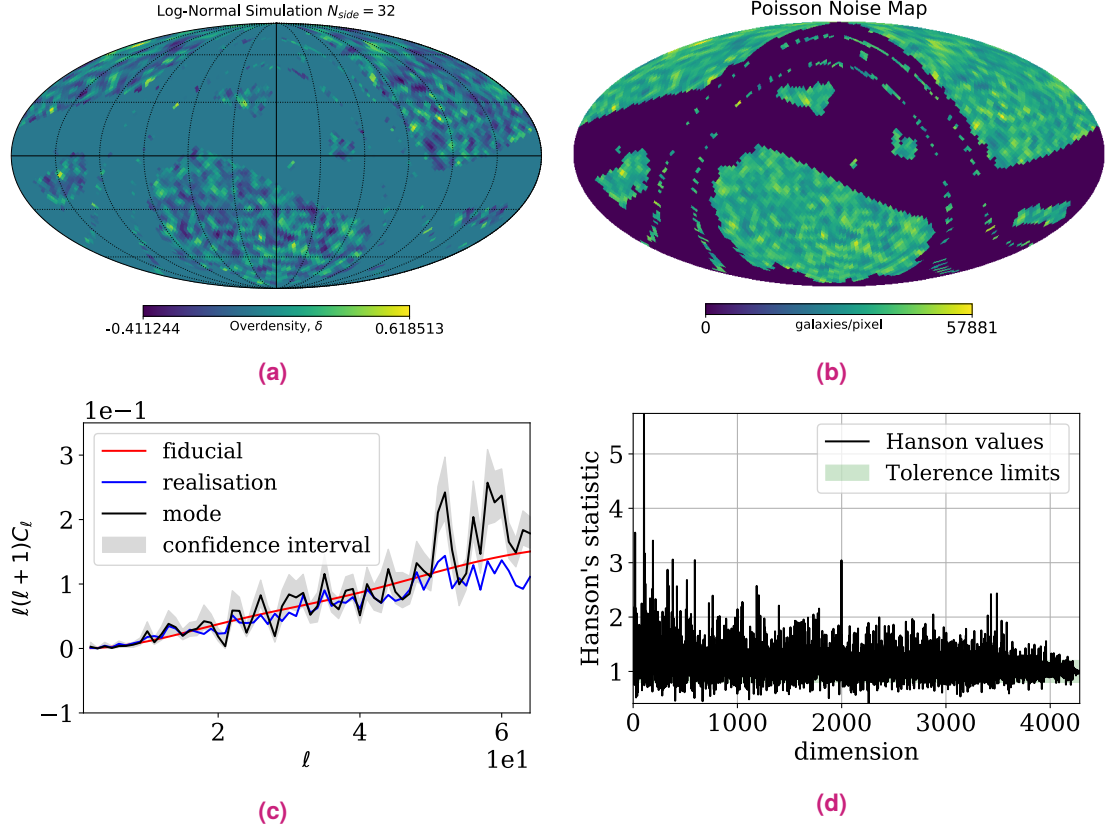 Log-Normal Simulation N_side = 32
-0.411244 Overdensity, δ 0.618513
(a)
Poisson Noise Map
0 galaxies/pixel 57881
(b)
1e−1
3
2
1
0
−1
ℓ(ℓ + 1)C_ℓ
fiducial
realisation
mode
confidence interval
2 4 6
ℓ 1e1
(c)
5
4
3
2
1
Hanson's statistic
Hanson values
Tolerence limits
0 1000 2000 3000 4000
dimension
(d)